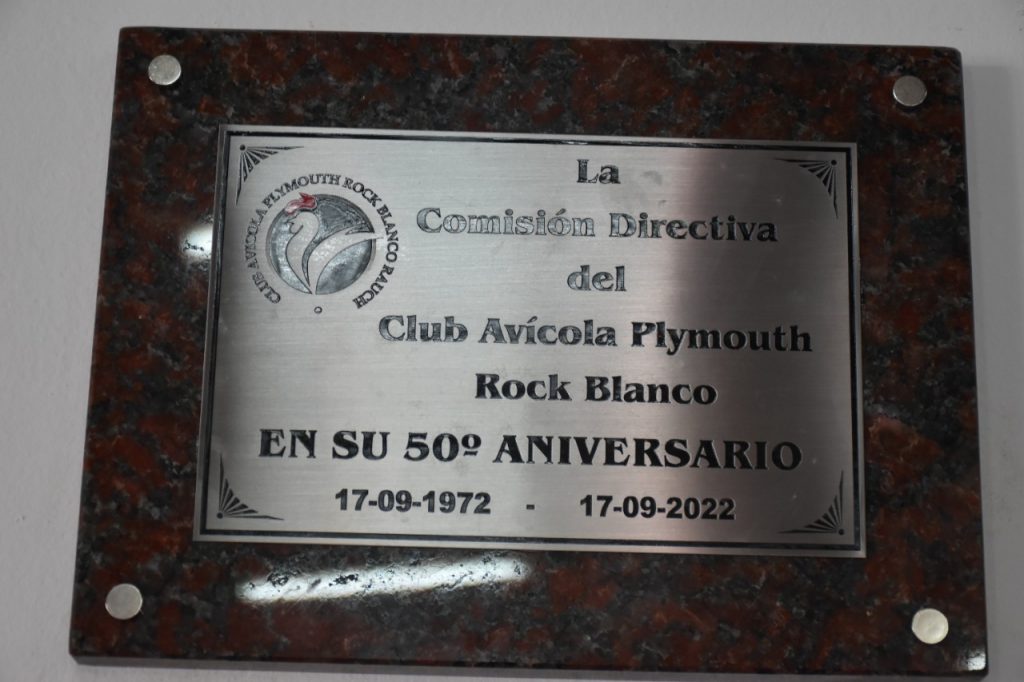 CLUB AVICOLA PLYMOUTH ROCK BLANCO RAUCH
La
Comisión Directiva
del
Club Avícola Plymouth
Rock Blanco
EN SU 50º ANIVERSARIO
17-09-1972 - 17-09-2022